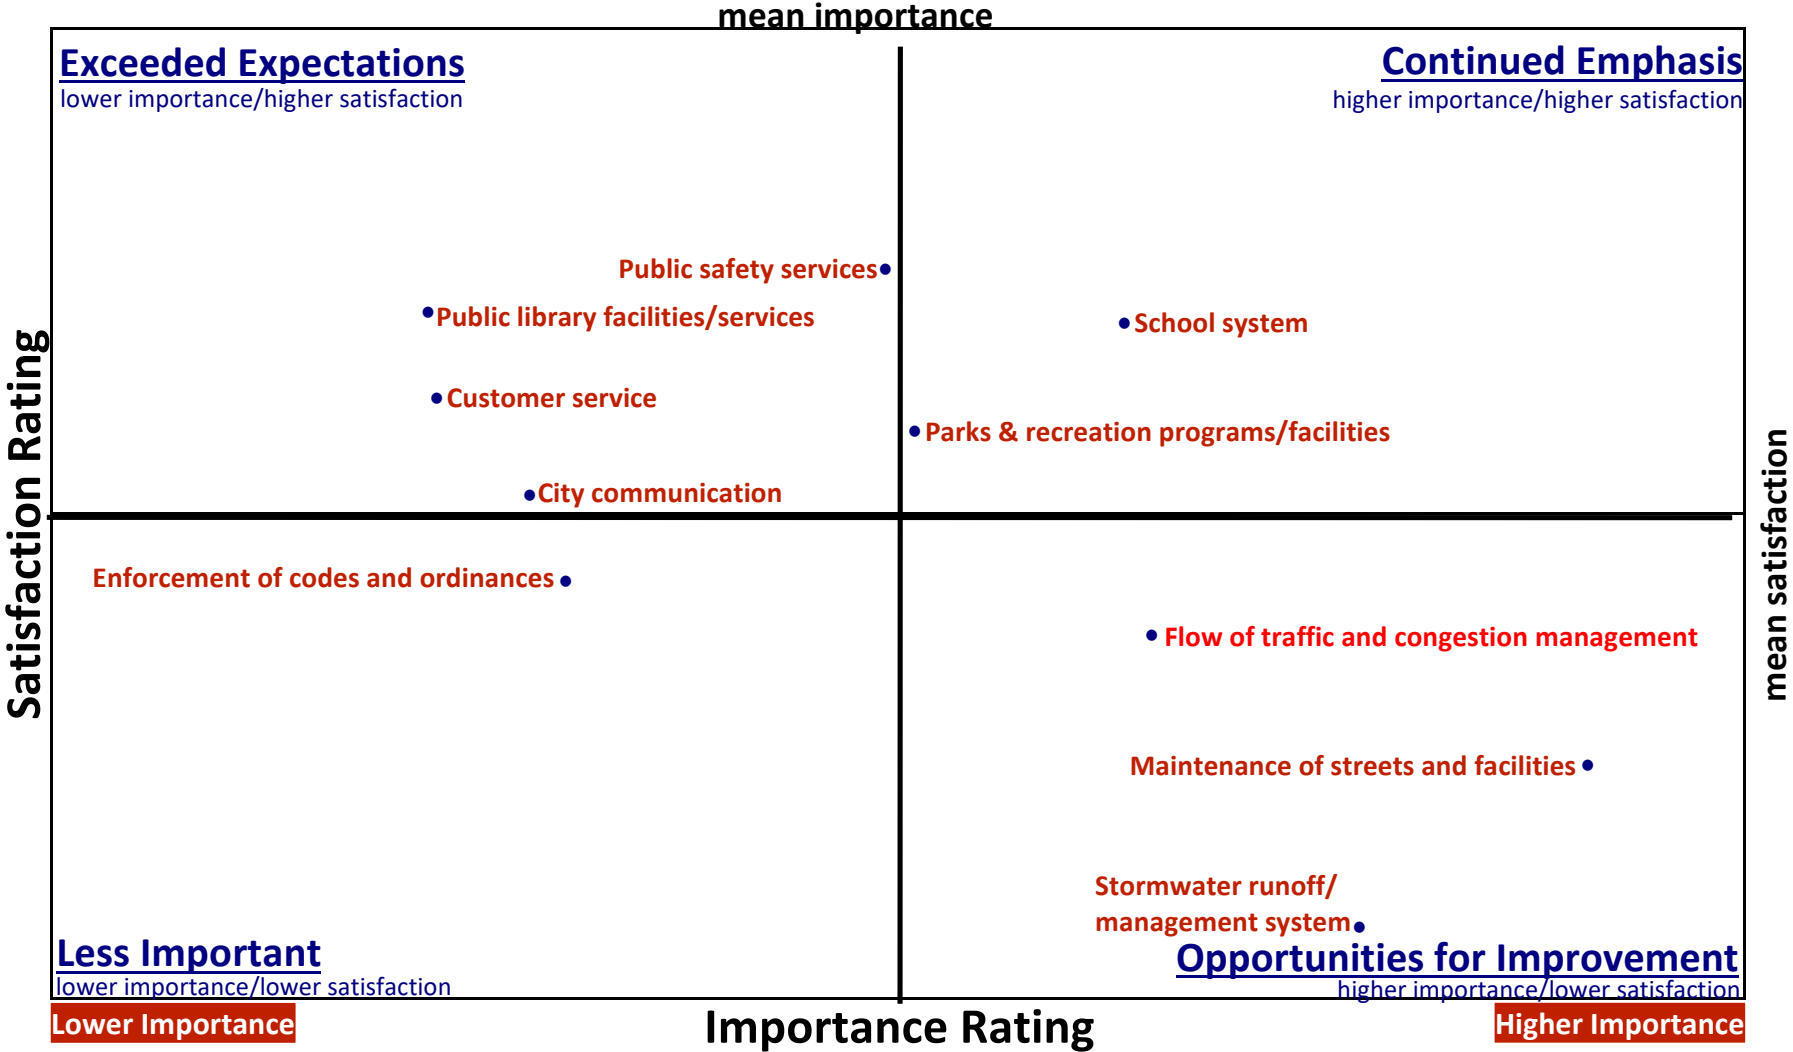 mean importance
Exceeded Expectations
lower importance/higher satisfaction
Continued Emphasis
higher importance/higher satisfaction
Public safety services
Public library facilities/services
School system
Customer service
Parks & recreation programs/facilities
City communication
Satisfaction Rating
mean satisfaction
Enforcement of codes and ordinances
Flow of traffic and congestion management
Maintenance of streets and facilities
Stormwater runoff/
management system
Less Important
lower importance/lower satisfaction
Opportunities for Improvement
higher importance/lower satisfaction
Lower Importance
Importance Rating
Higher Importance